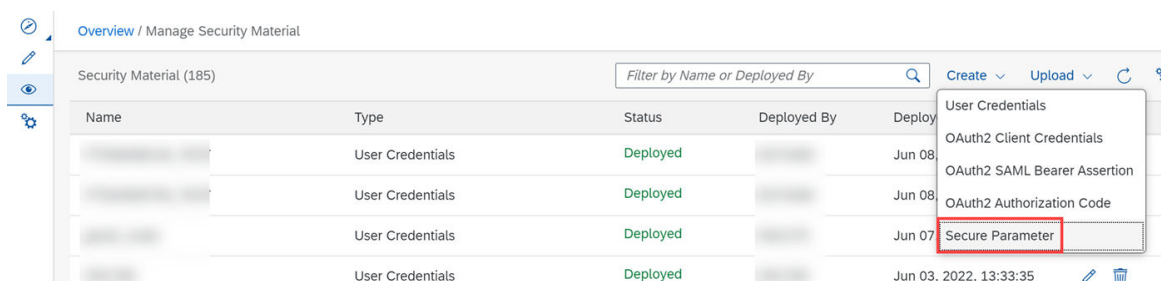 Overview / Manage Security Material
Security Material (185)
Filter by Name or Deployed By
Create
Upload
Name
Type
Status
Deployed By
Deploy
User Credentials
Deployed
Jun 08,
User Credentials
Deployed
Jun 08
User Credentials
Deployed
Jun 07
User Credentials
Deployed
Jun 03, 2022, 13:33:35
User Credentials
OAuth2 Client Credentials
OAuth2 SAML Bearer Assertion
OAuth2 Authorization Code
Secure Parameter